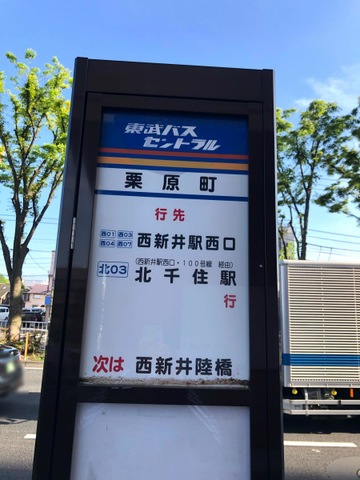 東武バス
セントラル
栗原町
行先
西01 西03
西04 西07
西新井駅西口
(西新井駅西口・100号線 経由)
北03
北千住駅
行
次は 西新井陸橋